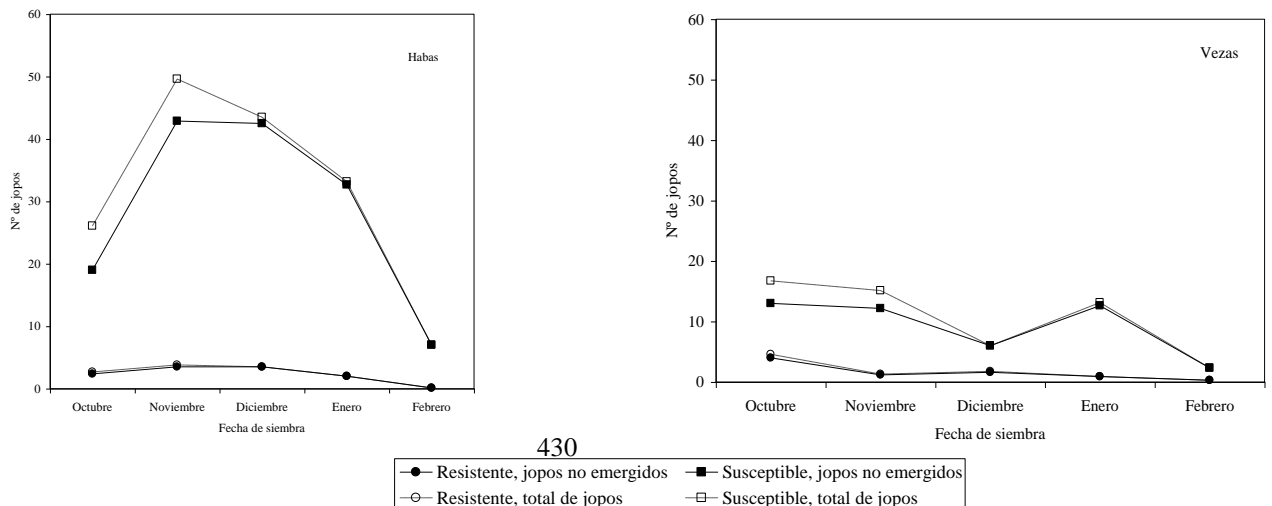 Habas
60
50
40
30
20
10
0
Nº de jopos
Octubre Noviembre Diciembre Enero Febrero
Fecha de siembra
Vezas
60
50
40
30
20
10
0
Nº de jopos
Octubre Noviembre Diciembre Enero Febrero
Fecha de siembra
430
Resistente, jopos no emergidos Susceptible, jopos no emergidos
Resistente, total de jopos Susceptible, total de jopos